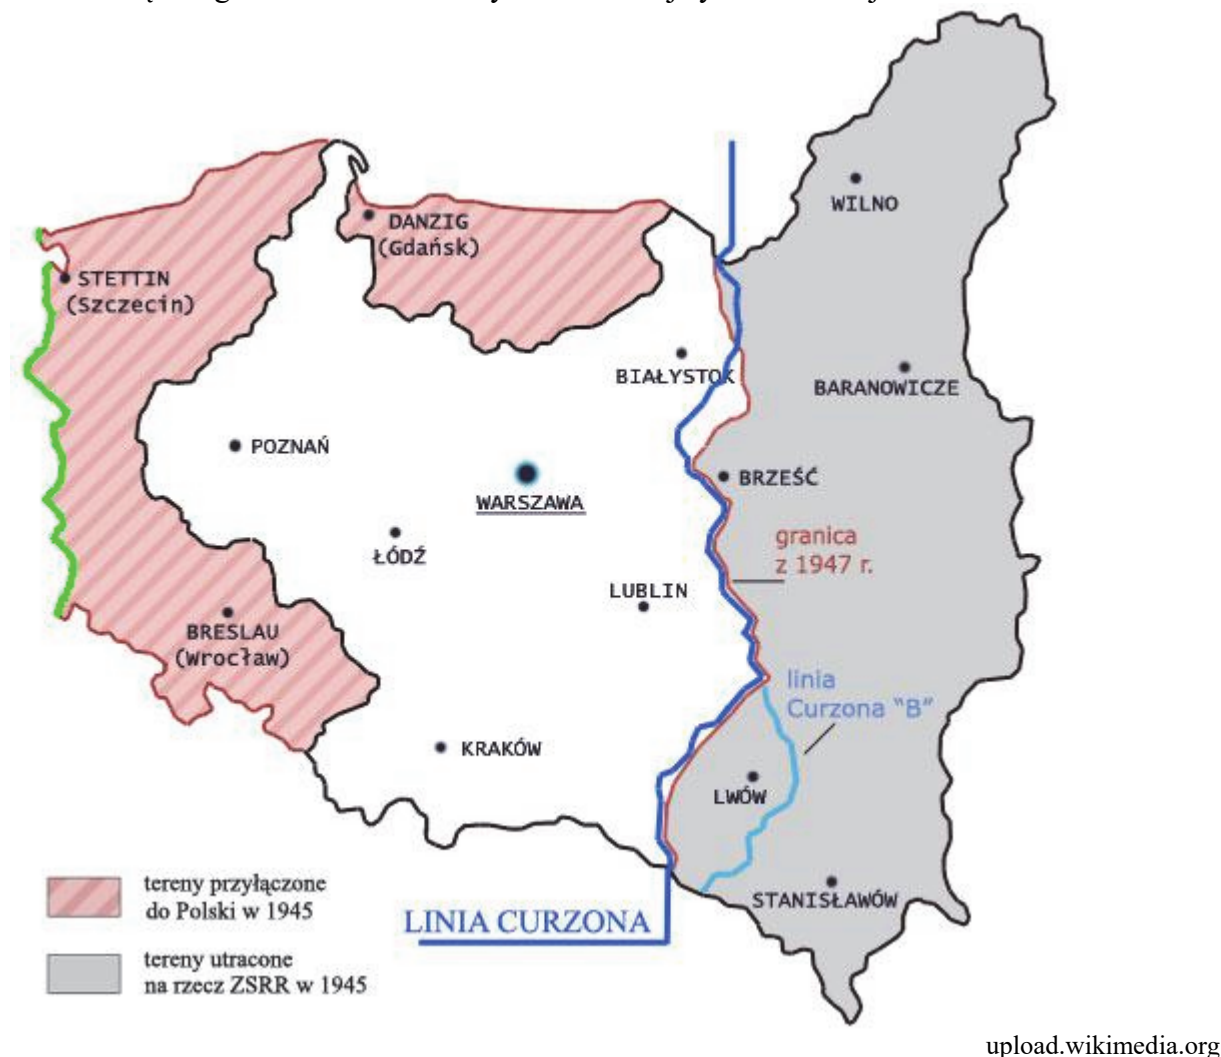 WILNO
DANZIG
(Gdańsk)
STETTIN
(Szczecin)
BIAŁYSTOK
BARANOWICZE
POZNAŃ
BRZEŚĆ
WARSZAWA
granica
z 1947 r.
ŁÓDŹ
LUBLIN
BRESLAU
(Wrocław)
linia
Curzona "B"
KRAKÓW
LWÓW
tereny przyłączone
do Polski w 1945
STANISŁAWÓW
LINIA CURZONA
tereny utracone
na rzecz ZSRR w 1945
upload.wikimedia.org